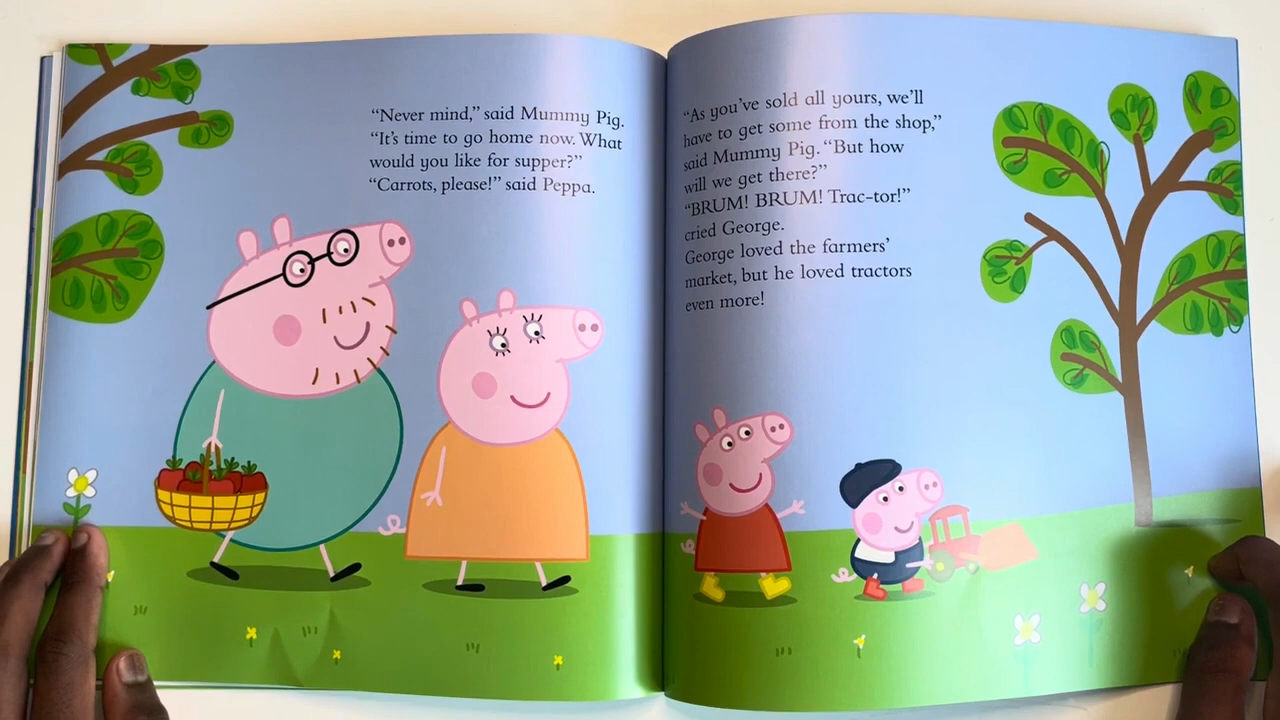 “Never mind,” said Mummy Pig.
“It’s time to go home now. What
would you like for supper?”
“Carrots, please!” said Peppa.
“As you’ve sold all yours, we’ll
have to get some from the shop,”
said Mummy Pig. “But how
will we get there?”
“BRUM! BRUM! Trac-tor!”
cried George.
George loved the farmers’
market, but he loved tractors
even more!